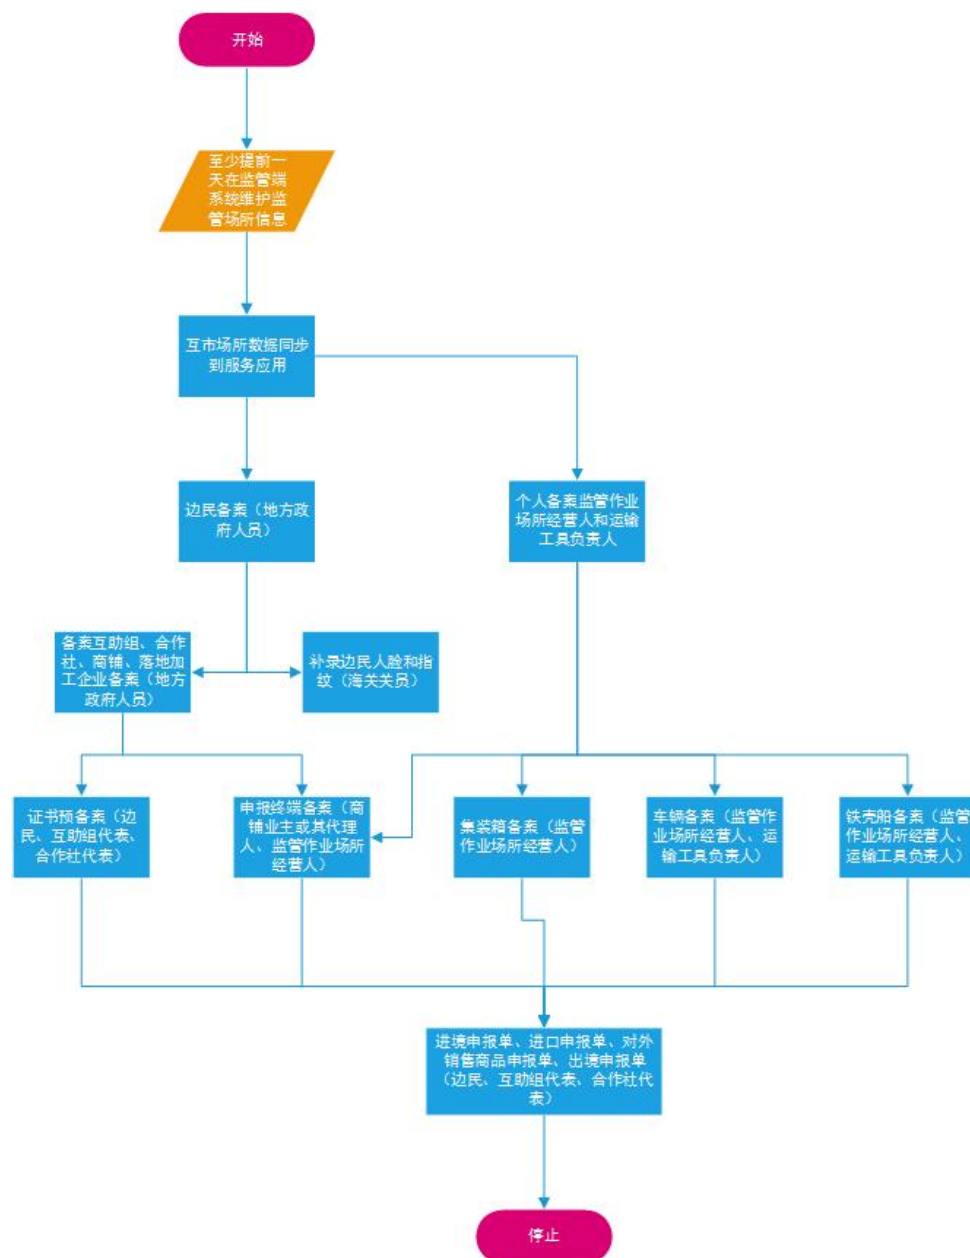 开始
至少提前一
天在监管端
系统维护监
管场所信息
互市场所数据同步
到服务应用
边民备案（地方政
府人员）
个人备案监管作业
场所经营人和运输
工具负责人
备案互助组、合作
社、商铺、落地加
工企业备案（地方
政府人员）
补录边民人脸和指
纹（海关关员）
证书预备案（边
民、互助组代表、
合作社代表）
申报终端备案（商
铺业主或其代理
人、监管作业场所
经营人）
集装箱备案（监管
作业场所经营人）
车辆备案（监管作
业场所经营人、运
输工具负责人）
铁壳船备案（监管
作业场所经营人、
运输工具负责人）
进境申报单、进口申报单、对外
销售商品申报单、出境申报单
（边民、互助组代表、合作社代
表）
停止